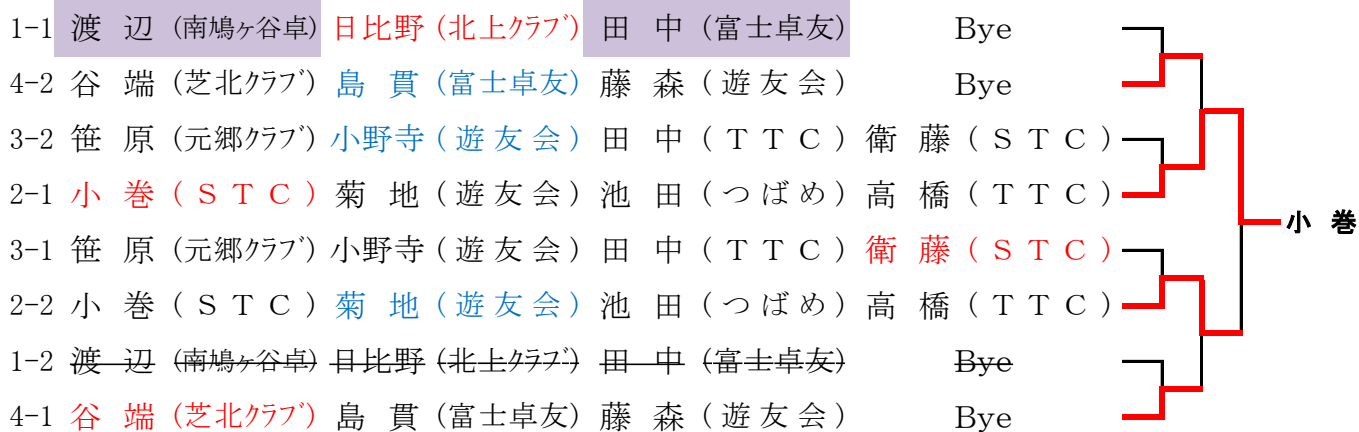 1-1 渡 辺 (南鳩ヶ谷卓) 日比野 (北上ｸﾗﾌﾞ) 田 中 (富士卓友) Bye
4-2 谷 端 (芝北ｸﾗﾌﾞ) 島 貫 (富士卓友) 藤 森 (遊友会) Bye
3-2 笹 原 (元郷ｸﾗﾌﾞ) 小野寺 (遊友会) 田 中 (ＴＴＣ) 衛 藤 (ＳＴＣ)
2-1 小 巻 (ＳＴＣ) 菊 地 (遊友会) 池 田 (つばめ) 高 橋 (ＴＴＣ)
小 巻
3-1 笹 原 (元郷ｸﾗﾌﾞ) 小野寺 (遊友会) 田 中 (ＴＴＣ) 衛 藤 (ＳＴＣ)
2-2 小 巻 (ＳＴＣ) 菊 地 (遊友会) 池 田 (つばめ) 高 橋 (ＴＴＣ)
1-2 渡 辺 (南鳩ヶ谷卓) 日比野 (北上ｸﾗﾌﾞ) 田 中 (富士卓友) Bye
4-1 谷 端 (芝北ｸﾗﾌﾞ) 島 貫 (富士卓友) 藤 森 (遊友会) Bye